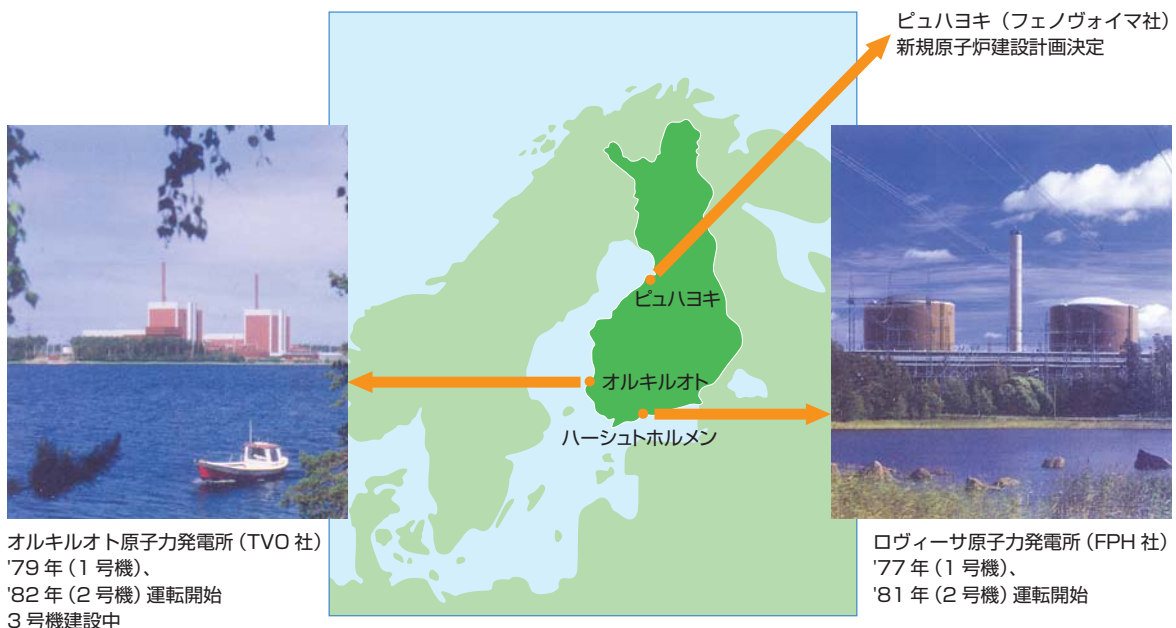 ピュハヨキ（フェノヴォイマ社）
新規原子炉建設計画決定
ピュハヨキ
オルキルオト
ハーシュトホルメン
オルキルオト原子力発電所（TVO 社）
'79 年（1 号機）、
'82 年（2 号機）運転開始
3 号機建設中
ロヴィーサ原子力発電所（FPH 社）
'77 年（1 号機）、
'81 年（2 号機）運転開始